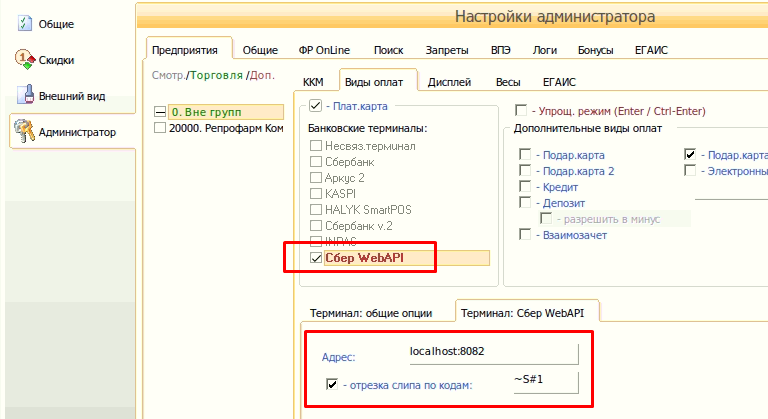 Настройки администратора
Общие
Скидки
Внешний вид
Администратор
Предприятия Общие ФР OnLine Поиск Запреты ВПЭ Логи Бонусы ЕГАИС
Смотр./Торговля /Доп.
0. Вне групп
20000. Репрофарм Ком
ККМ Виды оплат Дисплей Весы ЕГАИС
- Плат.карта
- Упрощ. режим (Enter / Ctrl-Enter)
Банковские терминалы:
Несвяз.терминал
Сбербанк
Аркус 2
KASPI
HALYK SmartPOS
Сбербанк v.2
INPAS
Сбер WebAPI
Дополнительные виды оплат
- Подар.карта - Подар.карта
- Подар.карта 2 - Электронны
- Кредит
- Депозит
- разрешить в минус
- Взаимозачет
Терминал: общие опции Терминал: Сбер WebAPI
Адрес: localhost:8082
- отрезка слипа по кодам: ~S#1